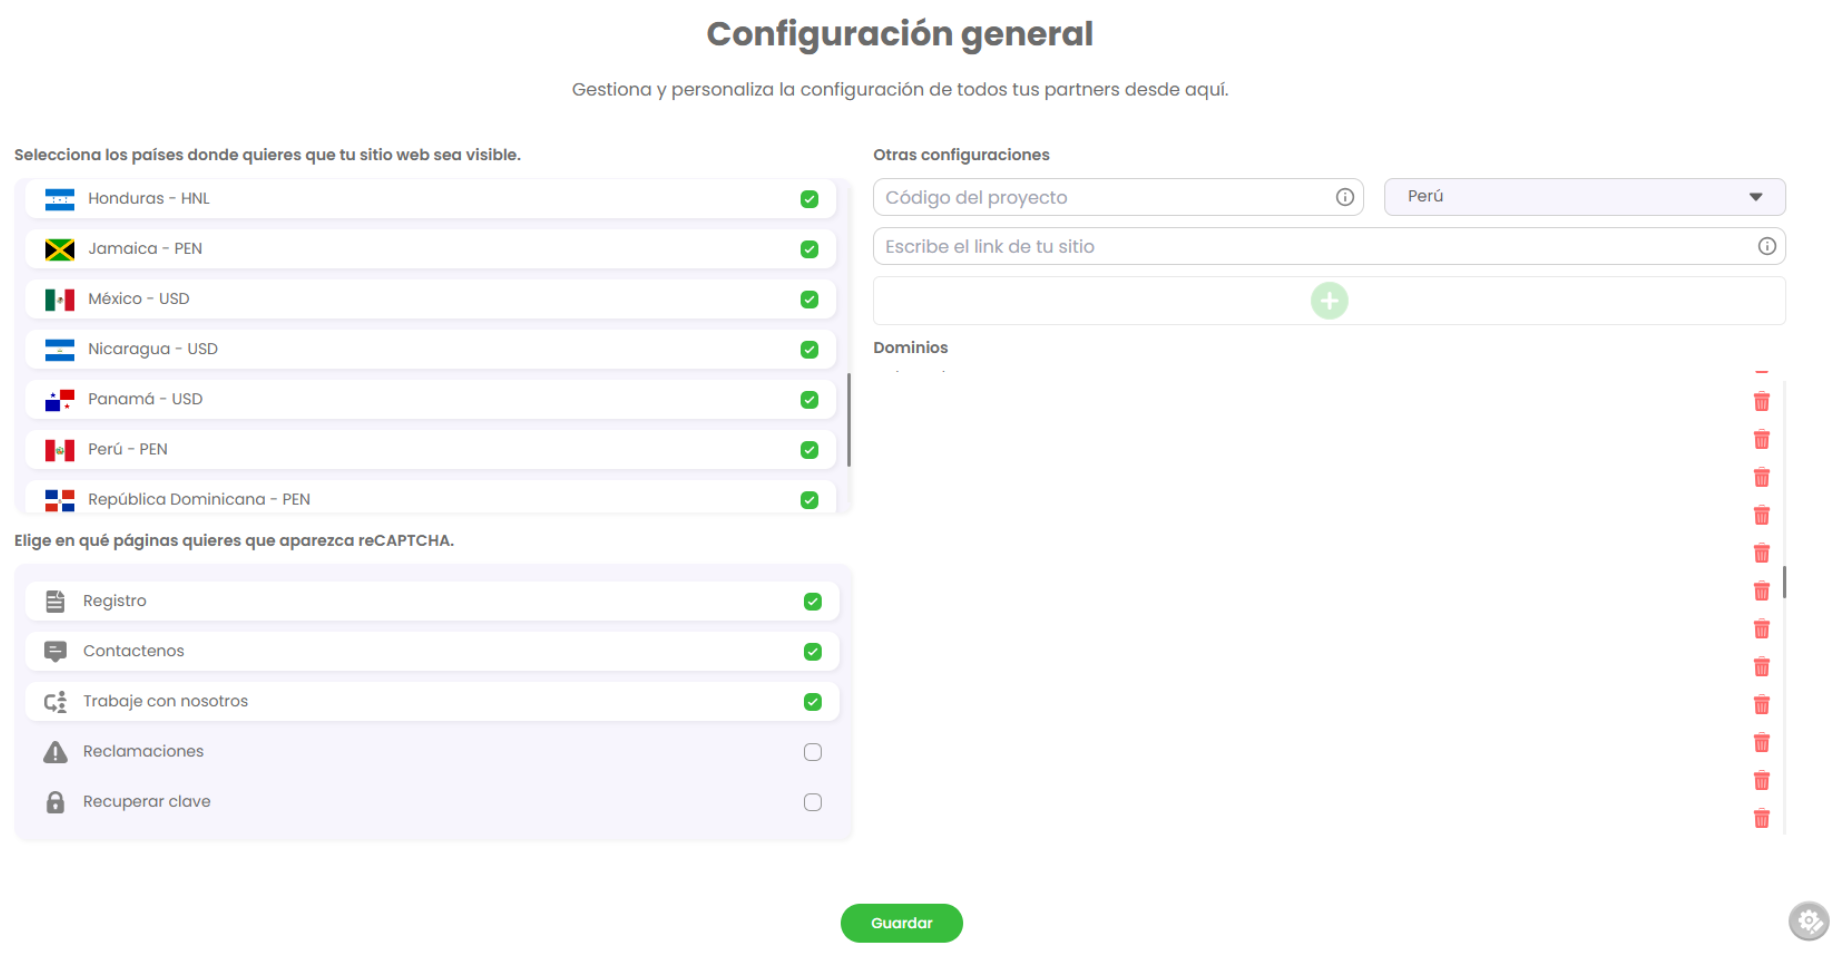 Configuración general
Gestiona y personaliza la configuración de todos tus partners desde aquí.
Selecciona los países donde quieres que tu sitio web sea visible.
Honduras - HNL
Jamaica - PEN
México - USD
Nicaragua - USD
Panamá - USD
Perú - PEN
República Dominicana - PEN
Elige en qué páginas quieres que aparezca reCAPTCHA.
Registro
Contactenos
Trabaje con nosotros
Reclamaciones
Recuperar clave
Otras configuraciones
Código del proyecto
Perú
Escribe el link de tu sitio
Dominios
Guardar